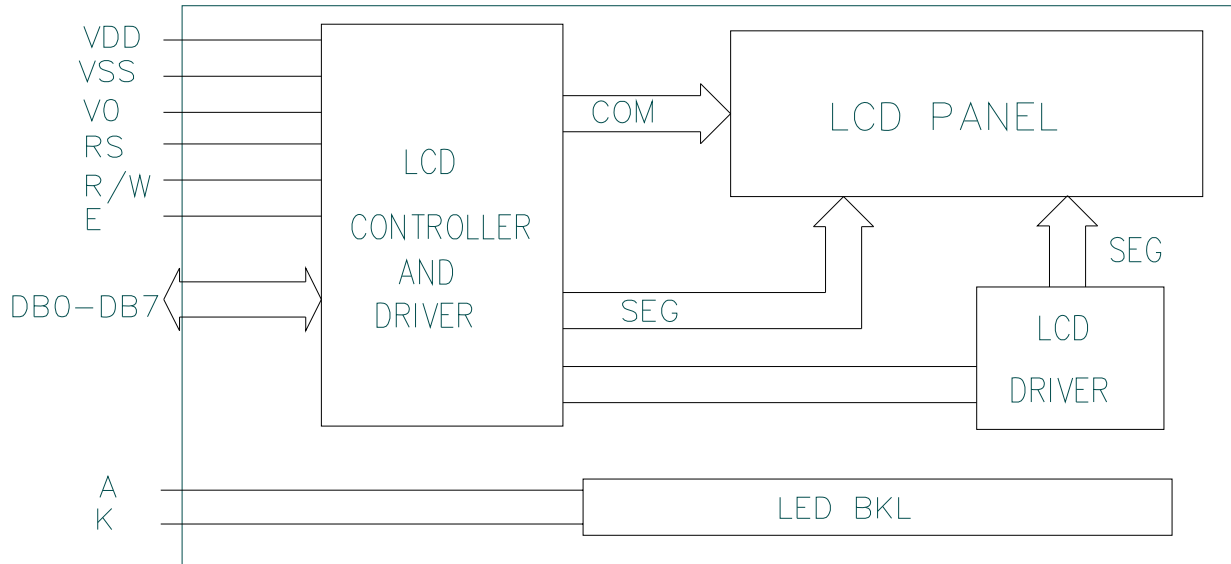 VDD
VSS
V0
RS
R/W
E
DB0-DB7
A
K
LCD
CONTROLLER
AND
DRIVER
COM
SEG
LCD PANEL
SEG
LCD
DRIVER
LED BKL